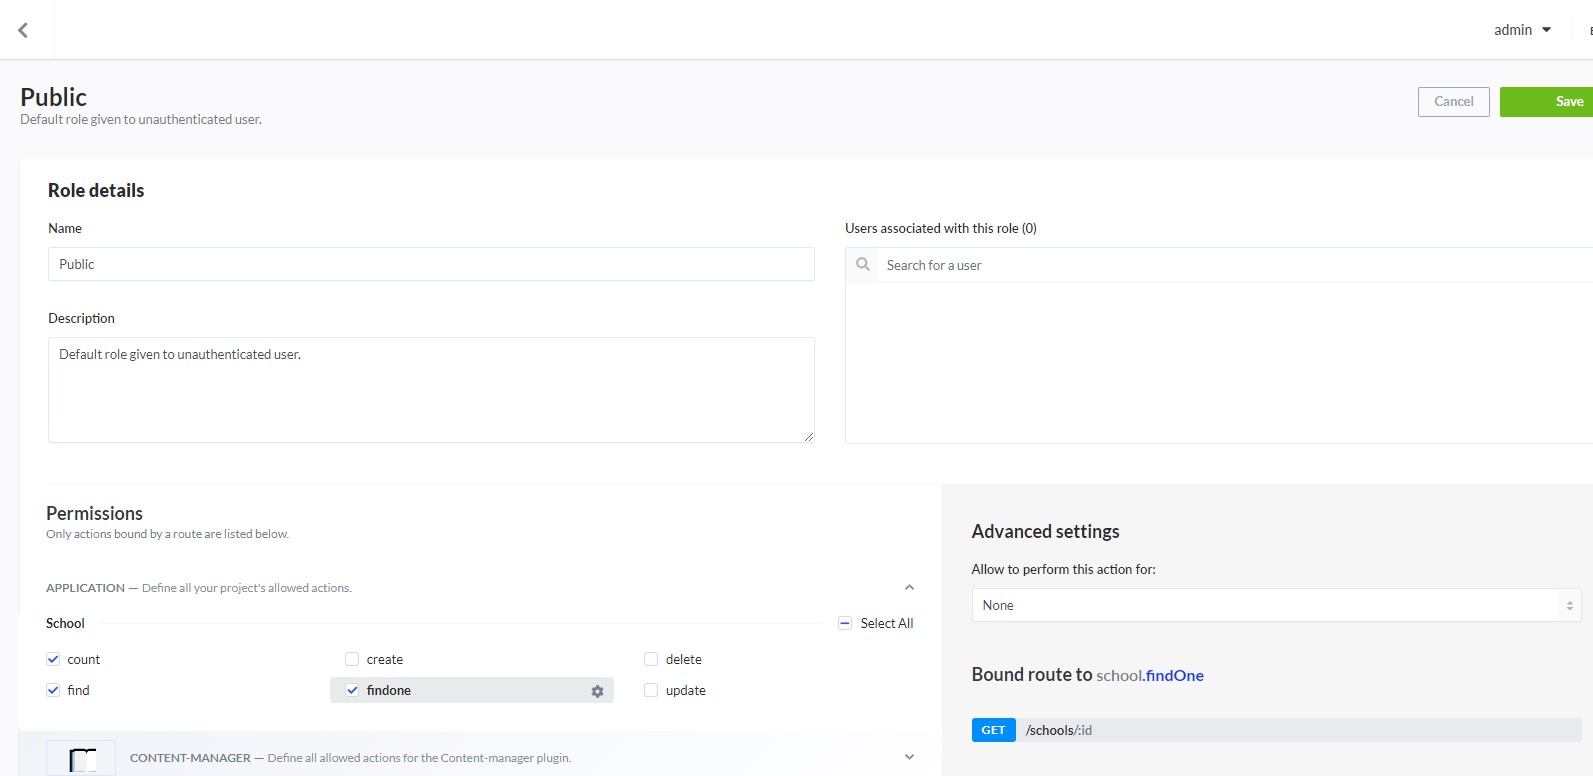 admin
Public
Default role given to unauthenticated user.
Cancel
Save
Role details
Name
Public
Users associated with this role (0)
Search for a user
Description
Default role given to unauthenticated user.
Permissions
Only actions bound by a route are listed below.
APPLICATION — Define all your project's allowed actions.
School
Select All
count
create
delete
find
findone
update
CONTENT-MANAGER — Define all allowed actions for the Content-manager plugin.
Advanced settings
Allow to perform this action for:
None
Bound route to school.findOne
GET /schools/:id